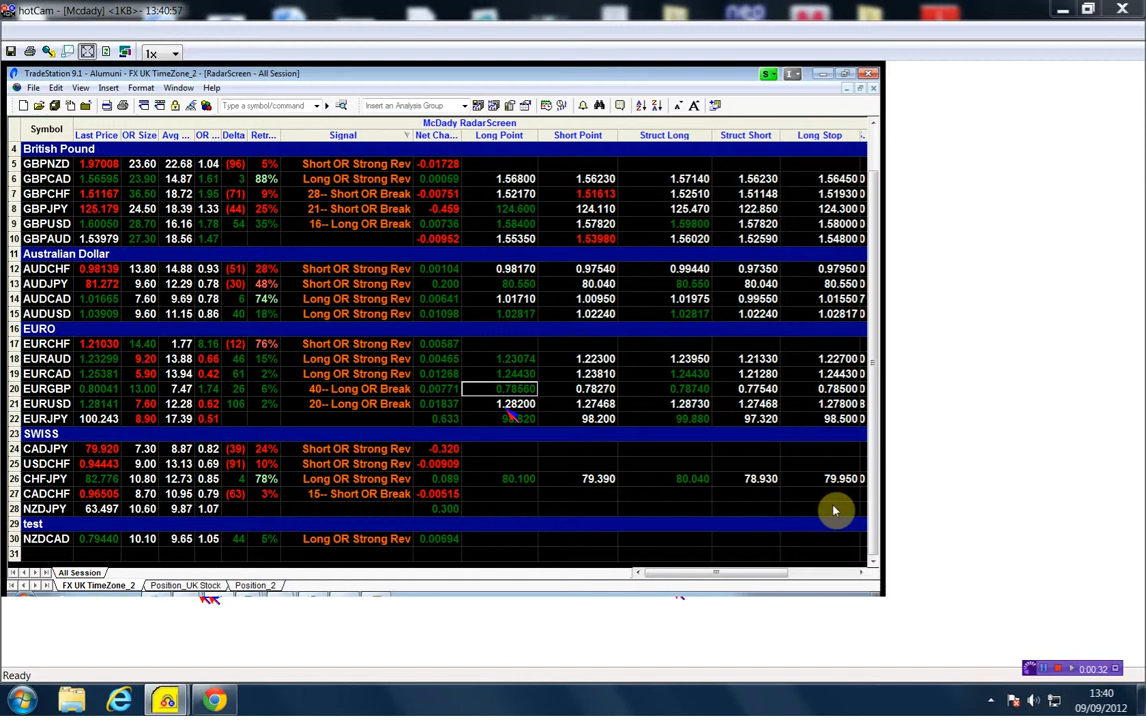 hotCam - [Mcdady] <1KB> - 13:40:57
1x
TradeStation 9.1 - Alumuni - FX UK TimeZone_2 - [RadarScreen - All Session]
File Edit View Insert Format Window Help
Type a symbol/command Insert an Analysis Group
McDady RadarScreen
Symbol Last Price OR Size Avg ... OR ... Delta Retr... Signal Net Cha... Long Point Short Point Struct Long Struct Short Long Stop
4 British Pound
5 GBPNZD 1.97008 23.60 22.68 1.04 (96) 5% Short OR Strong Rev -0.01728
6 GBPCAD 1.56595 23.90 14.87 1.61 3 88% Long OR Strong Rev 0.00059 1.56800 1.56230 1.57140 1.56230 1.56450 0
7 GBPCHF 1.51167 36.50 18.72 1.95 (71) 9% 28-- Short OR Break -0.00751 1.52170 1.51613 1.52510 1.51148 1.51930 0
8 GBPJPY 125.179 24.50 18.39 1.33 (44) 25% 21-- Short OR Break -0.459 124.600 124.110 125.470 122.850 124.300 0
9 GBPUSD 1.60050 28.70 16.16 1.78 54 35% 16-- Long OR Break 0.00736 1.58400 1.57820 1.59800 1.57820 1.58000 0
10 GBPAUD 1.53979 27.30 18.56 1.47 -0.00952 1.55350 1.53980 1.56020 1.52590 1.54800 0
11 Australian Dollar
12 AUDCHF 0.98139 13.80 14.88 0.93 (51) 28% Short OR Strong Rev 0.00104 0.98170 0.97540 0.99440 0.97350 0.97950 0
13 AUDJPY 81.272 9.60 12.29 0.78 (30) 48% Short OR Strong Rev 0.200 80.550 80.040 80.550 80.040 80.550 0
14 AUDCAD 1.01665 7.60 9.69 0.78 6 74% Long OR Strong Rev 0.00641 1.01710 1.00950 1.01975 0.99550 1.01550 7
15 AUDUSD 1.03909 9.60 11.15 0.86 40 18% Long OR Strong Rev 0.01098 1.02817 1.02240 1.02817 1.02240 1.02817 0
16 EURO
17 EURCHF 1.21030 14.40 1.77 8.16 (12) 76% Short OR Strong Rev 0.00587
18 EURAUD 1.23299 9.20 13.88 0.66 46 15% Long OR Strong Rev 0.00465 1.23074 1.22300 1.23950 1.21330 1.22700 0
19 EURCAD 1.25381 5.90 13.94 0.42 61 2% Long OR Strong Rev 0.01268 1.24430 1.23810 1.24430 1.21280 1.24430 0
20 EURGBP 0.80041 13.00 7.47 1.74 26 6% 40-- Long OR Break 0.00771 0.78560 0.78270 0.78740 0.77540 0.78500 0
21 EURUSD 1.28141 7.60 12.28 0.62 106 2% 20-- Long OR Break 0.01837 1.28200 1.27468 1.28730 1.27468 1.27800 8
22 EURJPY 100.243 8.90 17.39 0.51 0.633 98.200 99.880 97.320 98.500 0
23 SWISS
24 CADJPY 79.920 7.30 8.87 0.82 (39) 24% Short OR Strong Rev -0.320
25 USDCHF 0.94443 9.00 13.13 0.69 (91) 10% Short OR Strong Rev -0.00909
26 CHFJPY 82.776 10.80 12.73 0.85 4 78% Long OR Strong Rev 0.089 80.100 79.390 80.040 78.930 79.950 0
27 CADCHF 0.96505 8.70 10.95 0.79 (63) 3% 15-- Short OR Break -0.00515
28 NZDJPY 63.497 10.60 9.87 1.07 0.300
29 test
30 NZDCAD 0.79440 10.10 9.65 1.05 44 5% Long OR Strong Rev 0.00694
31
All Session
FX UK TimeZone_2 Position_UK Stock Position_2
Ready
0:00:32
13:40
09/09/2012